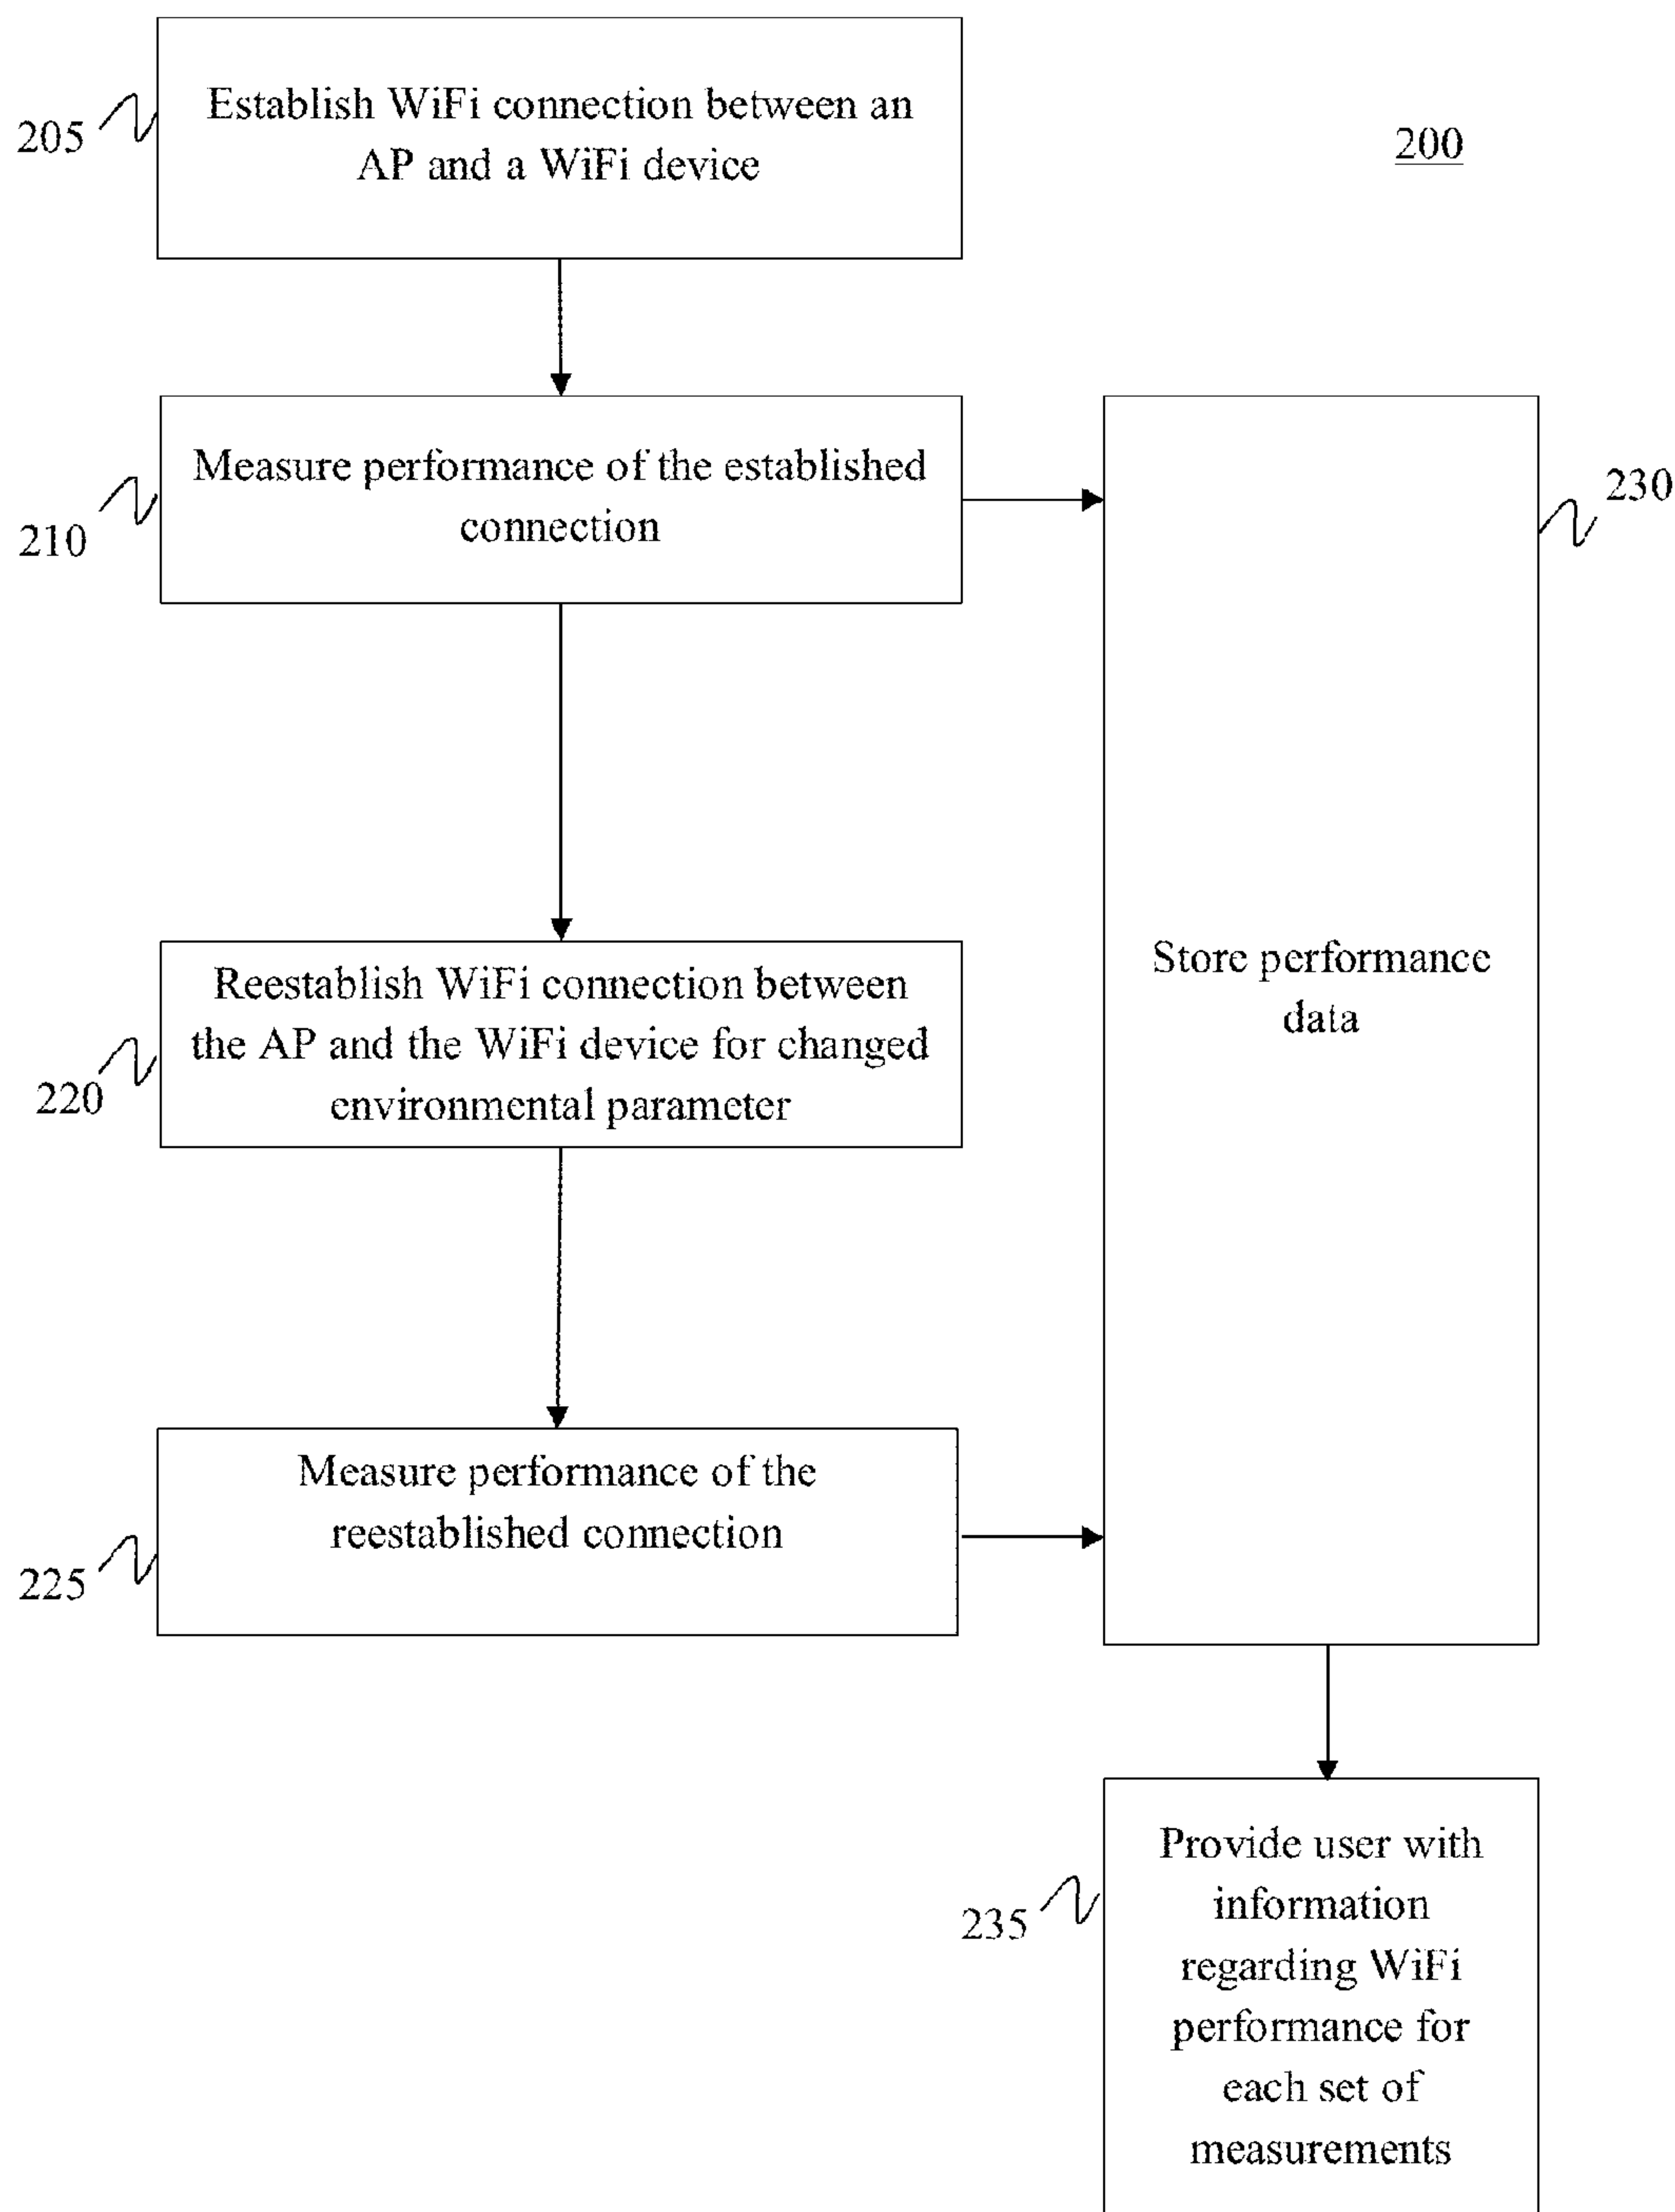 Establish WiFi connection between an
AP and a WiFi device
205
200
Measure performance of the established
connection
210
230
Store performance
data
Reestablish WiFi connection between
the AP and the WiFi device for changed
environmental parameter
220
Measure performance of the
reestablished connection
225
Provide user with
information
regarding WiFi
performance for
each set of
measurements
235